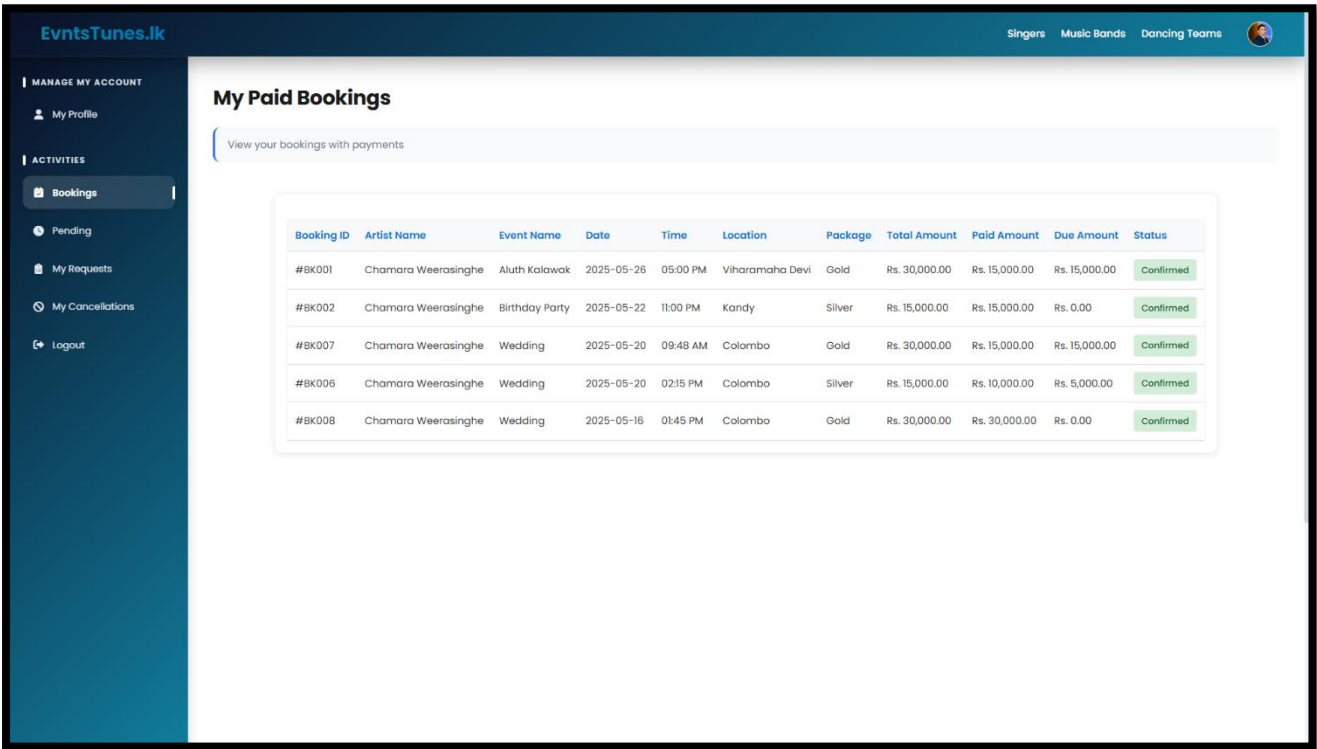 EvntsTunes.lk
Singers Music Bands Dancing Teams
MANAGE MY ACCOUNT
My Profile
ACTIVITIES
Bookings
Pending
My Requests
My Cancellations
Logout
My Paid Bookings
View your bookings with payments
Booking ID Artist Name Event Name Date Time Location Package Total Amount Paid Amount Due Amount Status
#BK001 Chamara Weerasinghe Aluth Kalawak 2025-05-26 05:00 PM Viharamaha Devi Gold Rs. 30,000.00 Rs. 15,000.00 Rs. 15,000.00 Confirmed
#BK002 Chamara Weerasinghe Birthday Party 2025-05-22 11:00 PM Kandy Silver Rs. 15,000.00 Rs. 15,000.00 Rs. 0.00 Confirmed
#BK007 Chamara Weerasinghe Wedding 2025-05-20 09:48 AM Colombo Gold Rs. 30,000.00 Rs. 15,000.00 Rs. 15,000.00 Confirmed
#BK006 Chamara Weerasinghe Wedding 2025-05-20 02:15 PM Colombo Silver Rs. 15,000.00 Rs. 10,000.00 Rs. 5,000.00 Confirmed
#BK008 Chamara Weerasinghe Wedding 2025-05-16 01:45 PM Colombo Gold Rs. 30,000.00 Rs. 30,000.00 Rs. 0.00 Confirmed